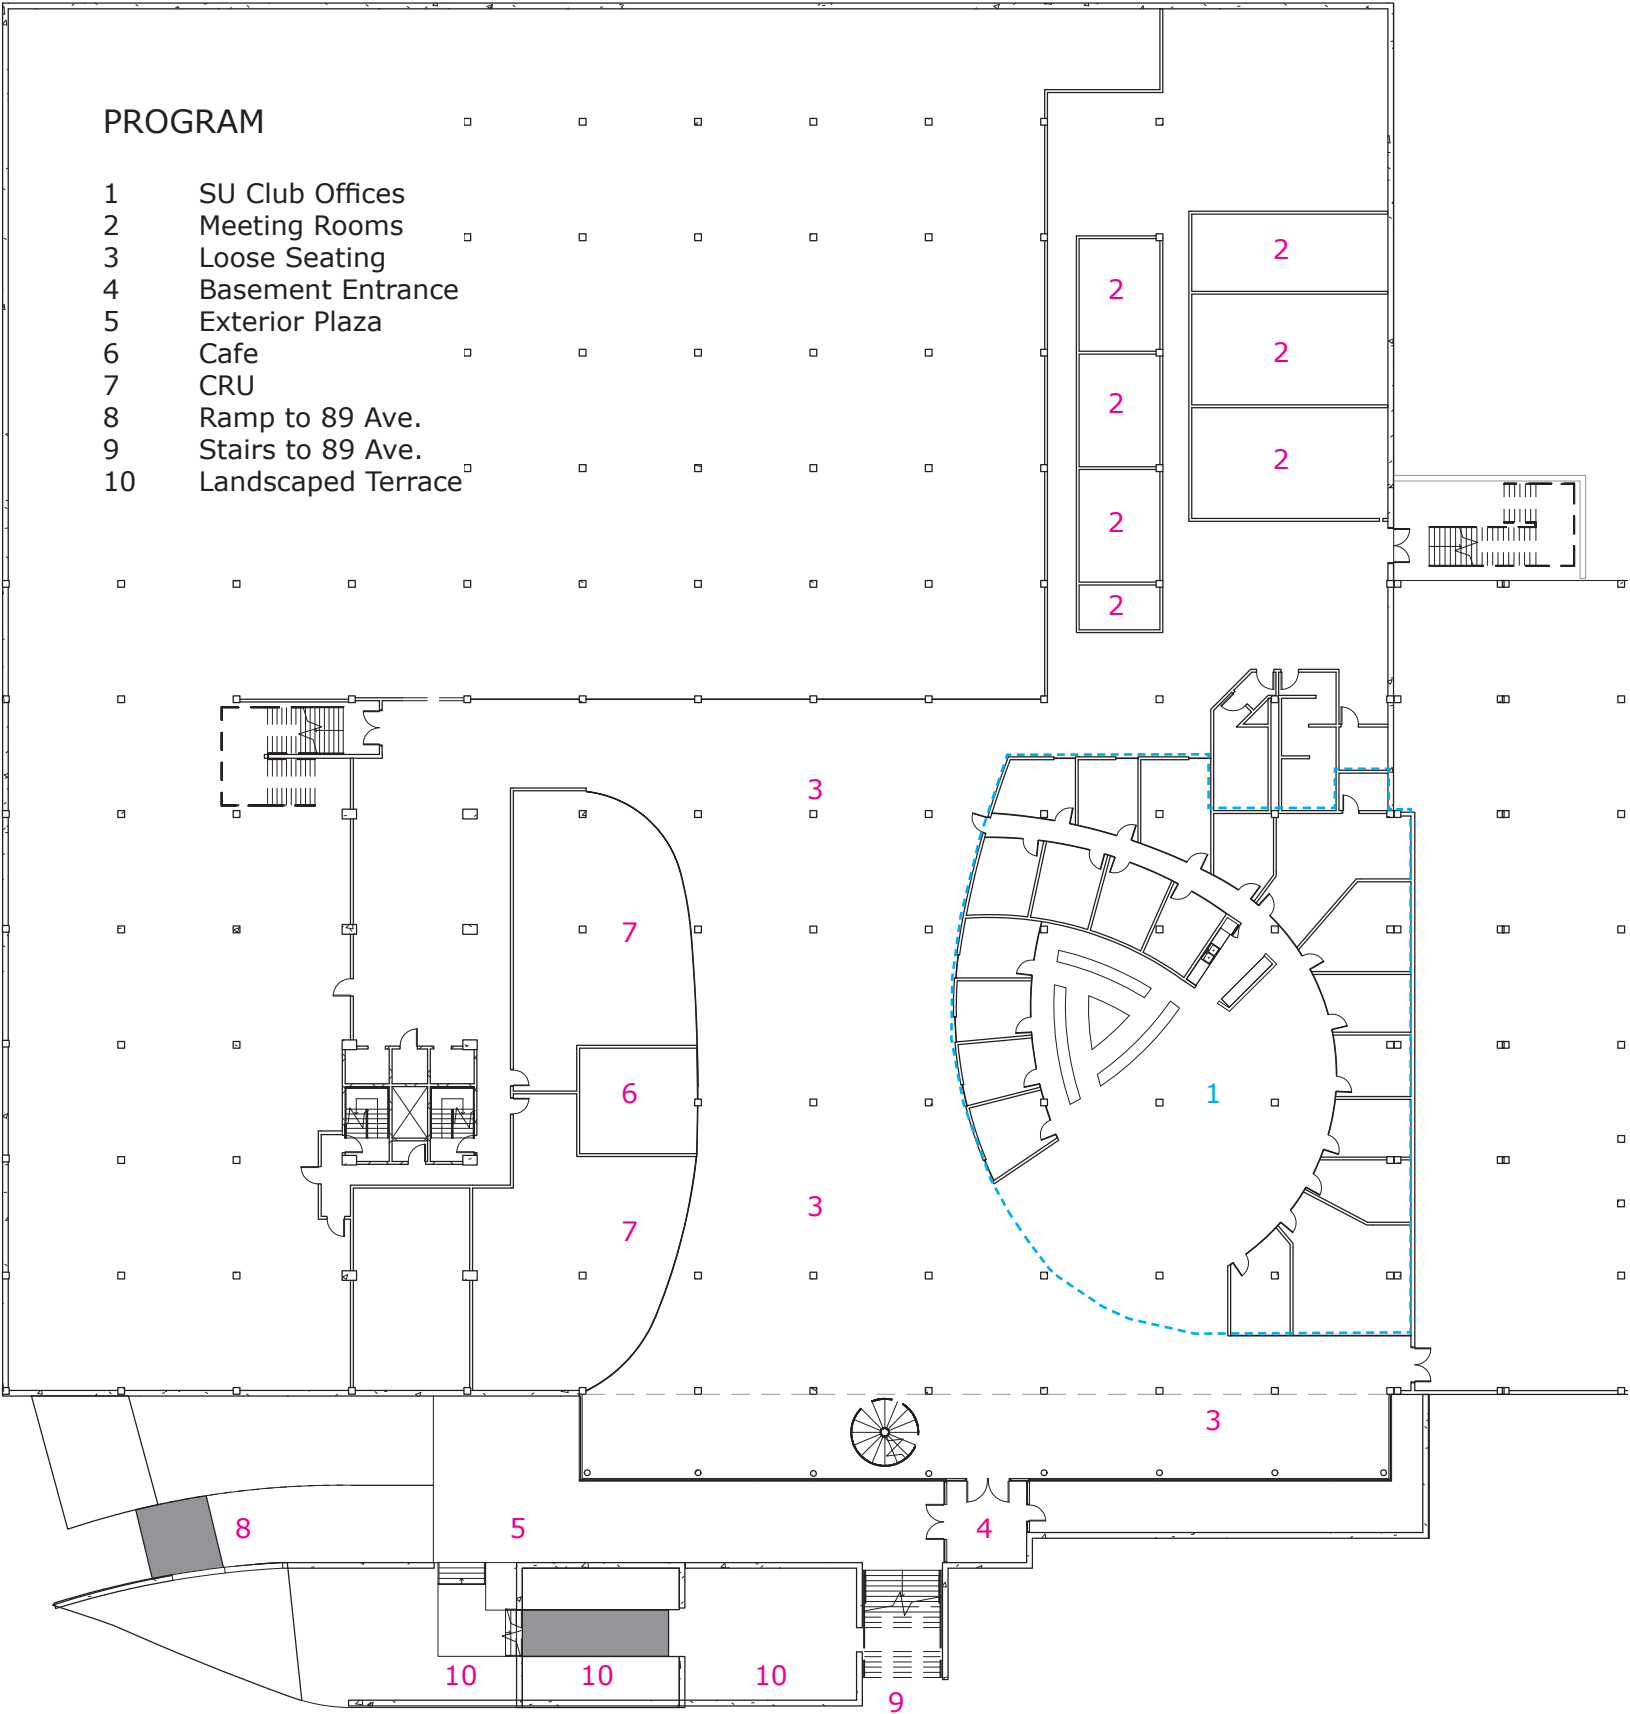 PROGRAM
1 SU Club Offices
2 Meeting Rooms
3 Loose Seating
4 Basement Entrance
5 Exterior Plaza
6 Cafe
7 CRU
8 Ramp to 89 Ave.
9 Stairs to 89 Ave.
10 Landscaped Terrace
2
2
2
2
2
2
2
3
7
6
1
3
7
3
8
5
4
10
10
10
9